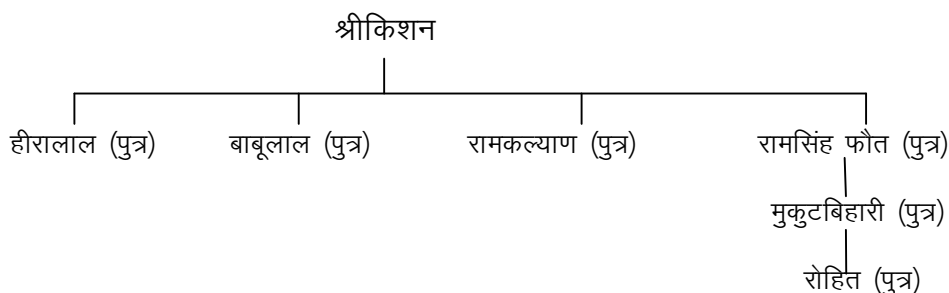 श्रीकिशन
हीरालाल (पुत्र) बाबूलाल (पुत्र) रामकल्याण (पुत्र) रामसिंह फौत (पुत्र)
मुकुटबिहारी (पुत्र)
रोहित (पुत्र)